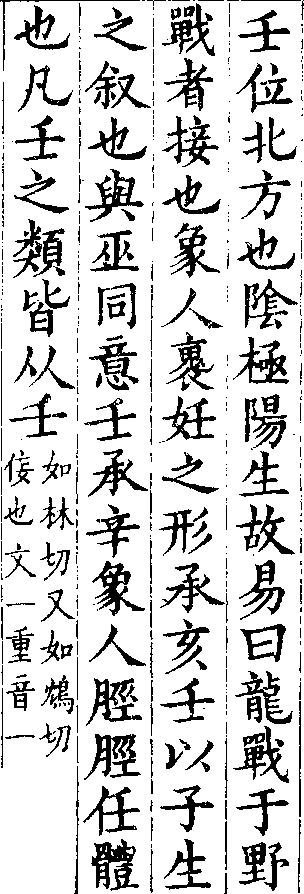 壬位北方也陰極陽生故易曰龍戰于野
戰者接也象人褢妊之形承亥壬以子生
之叙也與巫同意壬承辛象人脛脛任體
也凡壬之類皆从壬
如林切又如鴆切
佞也文一重音一